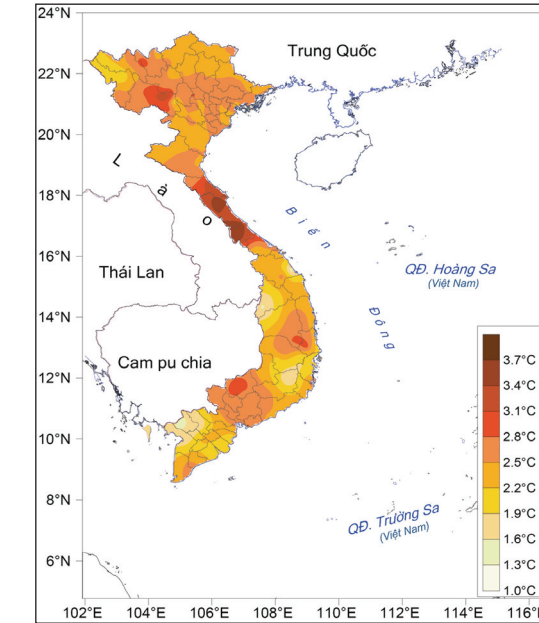 24°N
Trung Quốc
22°N
20°N
L
à
o
18°N
Biển
16°N
QĐ. Hoàng Sa
(Việt Nam)
Thái Lan
14°N
Đông
Cam pu chia
3.7°C
12°N
3.4°C
3.1°C
2.8°C
10°N
2.5°C
2.2°C
8°N
1.9°C
QĐ. Trường Sa
(Việt Nam)
1.6°C
6°N
1.3°C
1.0°C
102°E 104°E 106°E 108°E 110°E 112°E 114°E 116°